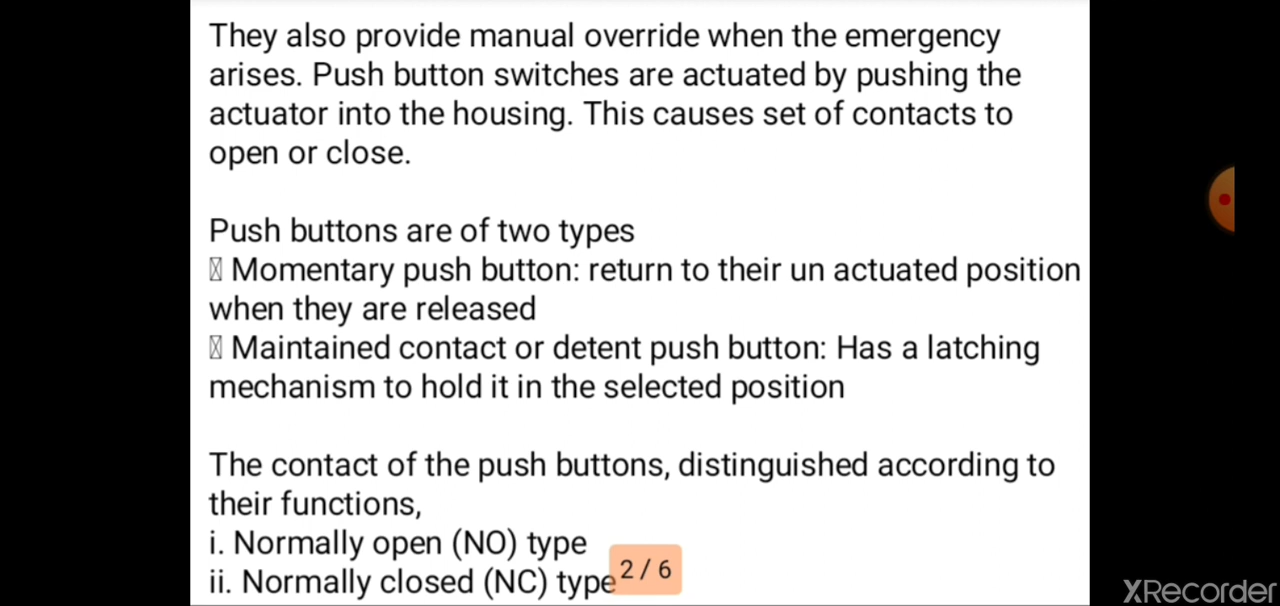 They also provide manual override when the emergency
arises. Push button switches are actuated by pushing the
actuator into the housing. This causes set of contacts to
open or close.
Push buttons are of two types
Momentary push button: return to their un actuated position
when they are released
Maintained contact or detent push button: Has a latching
mechanism to hold it in the selected position
The contact of the push buttons, distinguished according to
their functions,
i. Normally open (NO) type
ii. Normally closed (NC) type
2 / 6
XRecorder